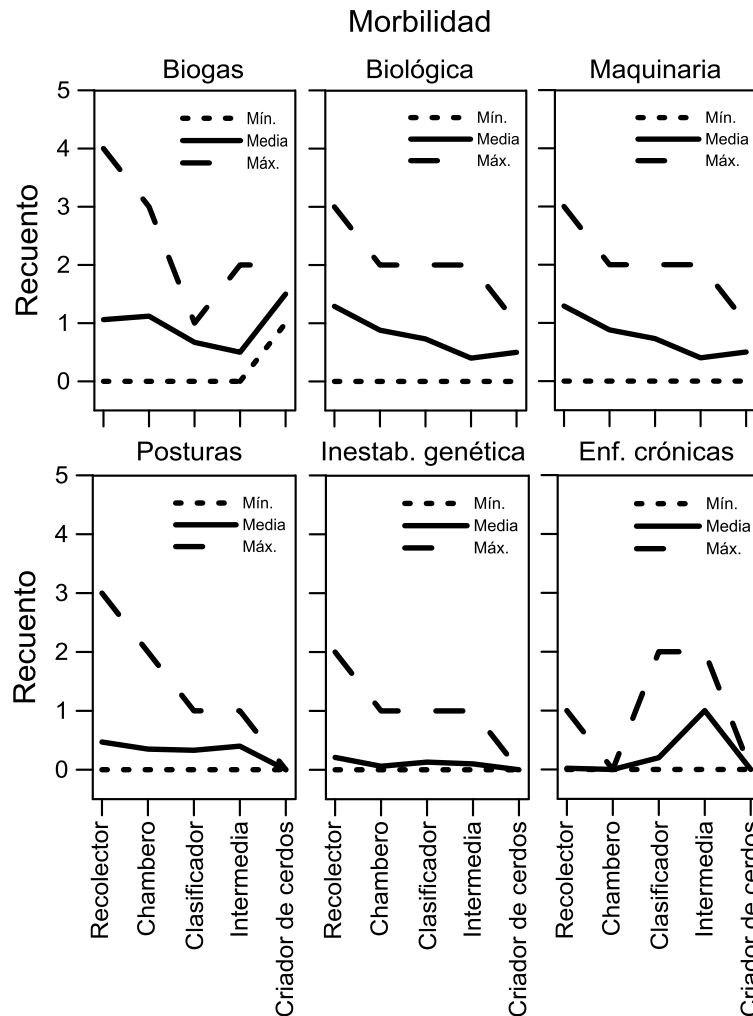 Morbilidad
Biogas
Biológica
Maquinaria
Recuento
5
4
3
2
1
0
Mín.
Media
Máx.
Mín.
Media
Máx.
Mín.
Media
Máx.
Posturas
Inestab. genética
Enf. crónicas
Recuento
5
4
3
2
1
0
Mín.
Media
Máx.
Mín.
Media
Máx.
Mín.
Media
Máx.
Recolector
Chambero
Clasificador
Intermedia
Criador de cerdos
Recolector
Chambero
Clasificador
Intermedia
Criador de cerdos
Recolector
Chambero
Clasificador
Intermedia
Criador de cerdos